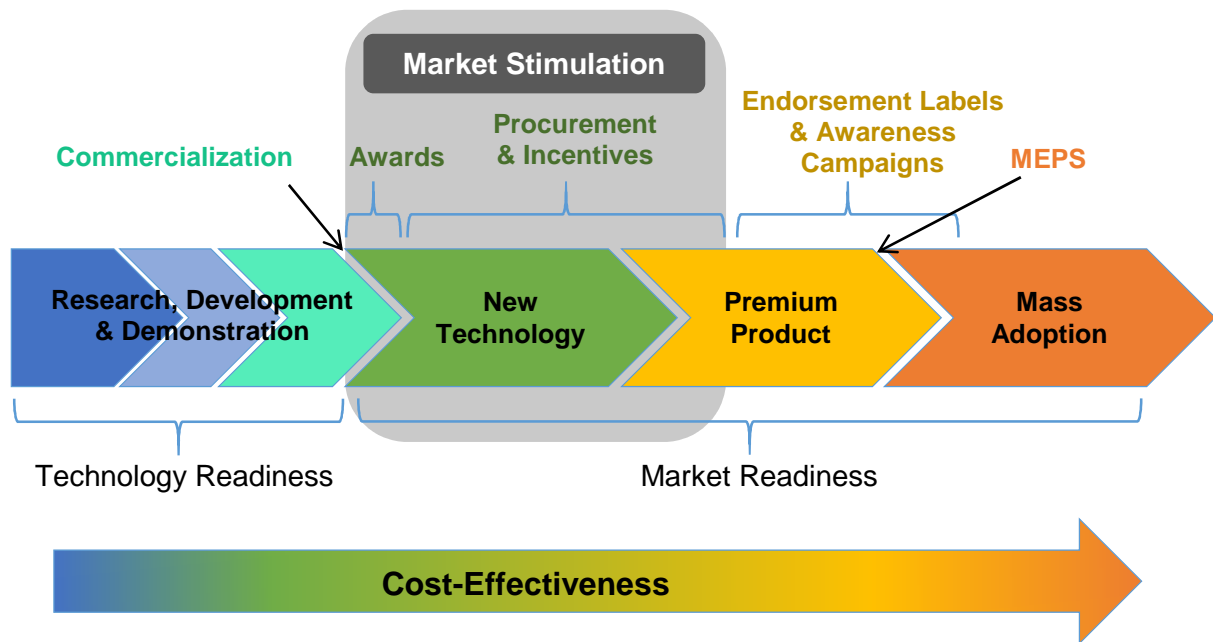 Market Stimulation
Commercialization
Awards
Procurement
& Incentives
Endorsement Labels
& Awareness
Campaigns
MEPS
Research, Development
& Demonstration
New
Technology
Premium
Product
Mass
Adoption
Technology Readiness
Market Readiness
Cost-Effectiveness